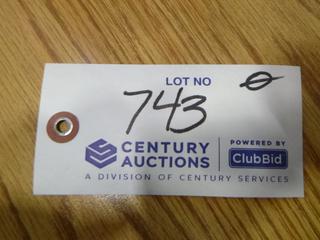 LOT NO
743
CENTURY AUCTIONS
POWERED BY
ClubBid
A DIVISION OF CENTURY SERVICES